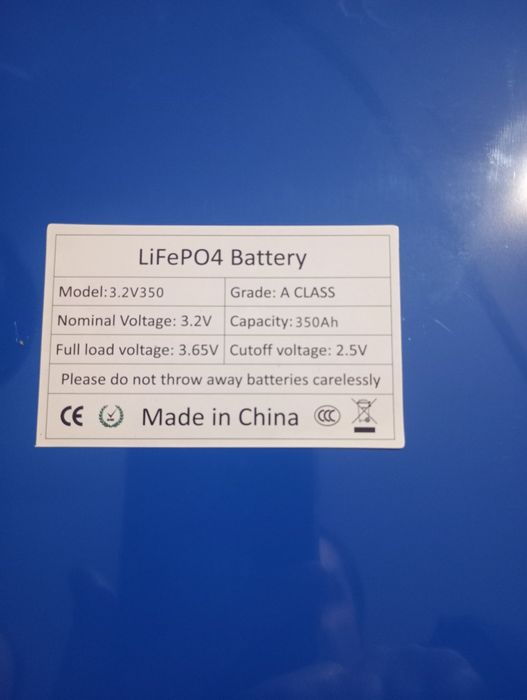 LiFePO4 Battery
Model:3.2V350 Grade: A CLASS
Nominal Voltage: 3.2V Capacity:350Ah
Full load voltage: 3.65V Cutoff voltage: 2.5V
Please do not throw away batteries carelessly
CE Made in China CCC